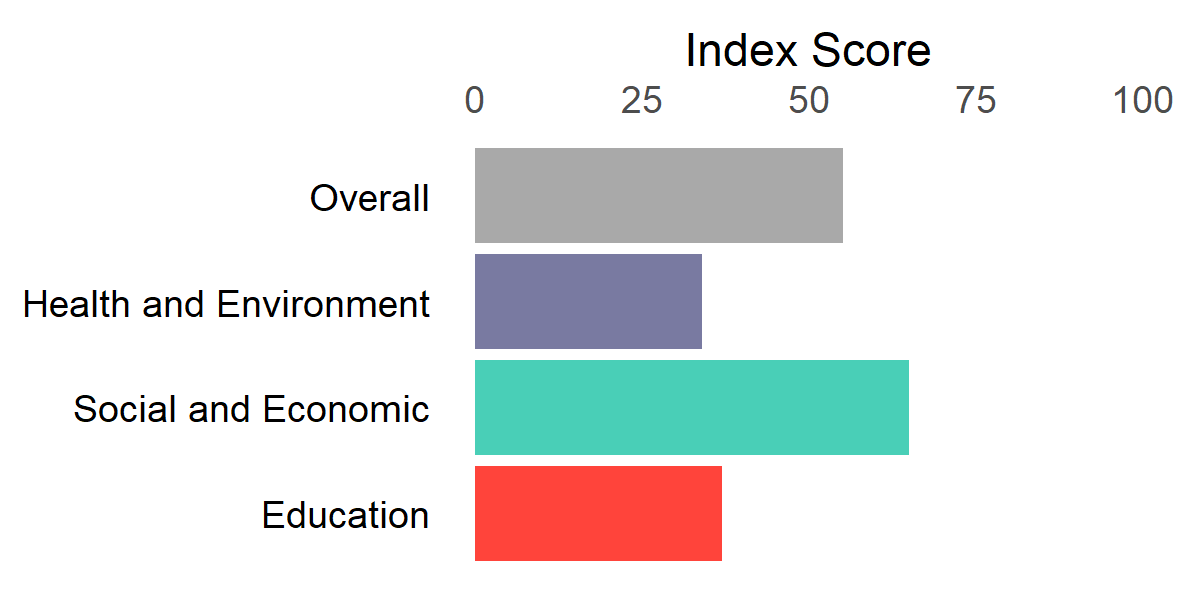 Index Score
0 25 50 75 100
Overall
Health and Environment
Social and Economic
Education